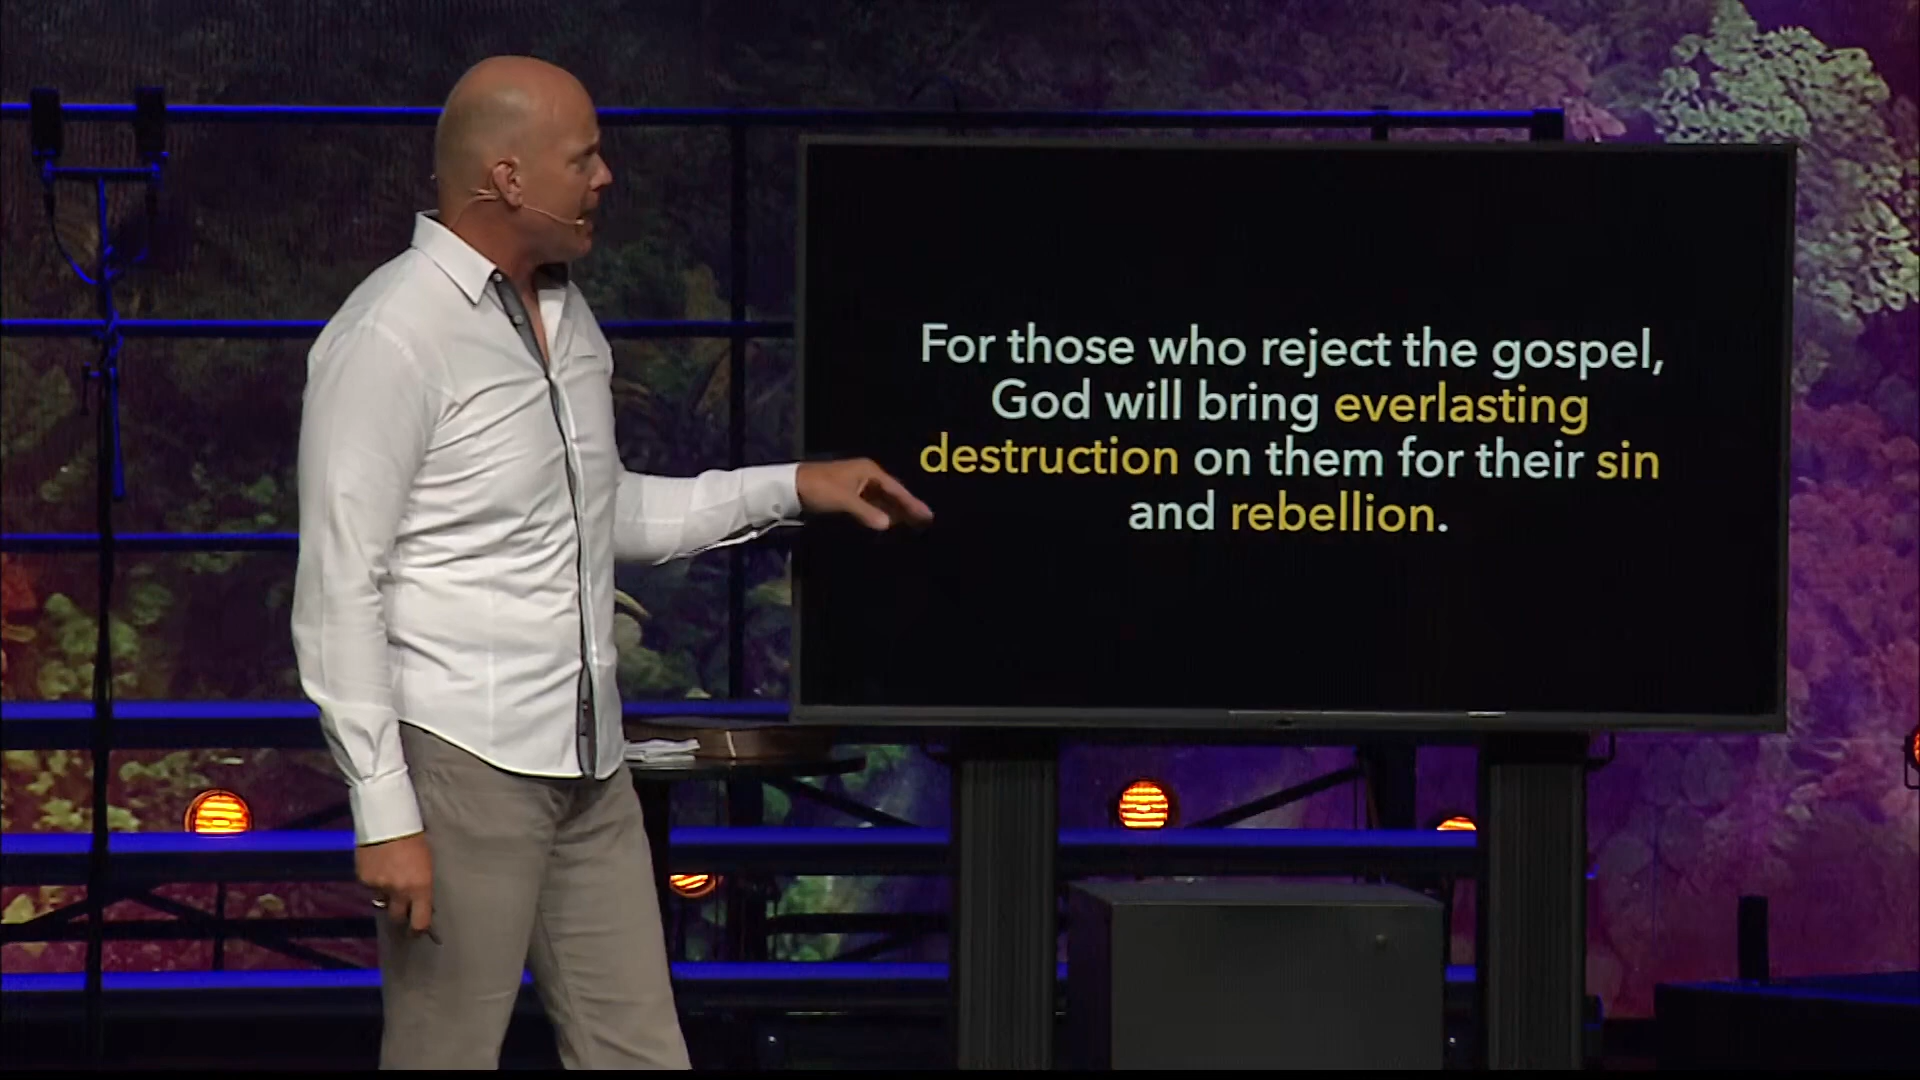 For those who reject the gospel,
God will bring everlasting
destruction on them for their sin
and rebellion.